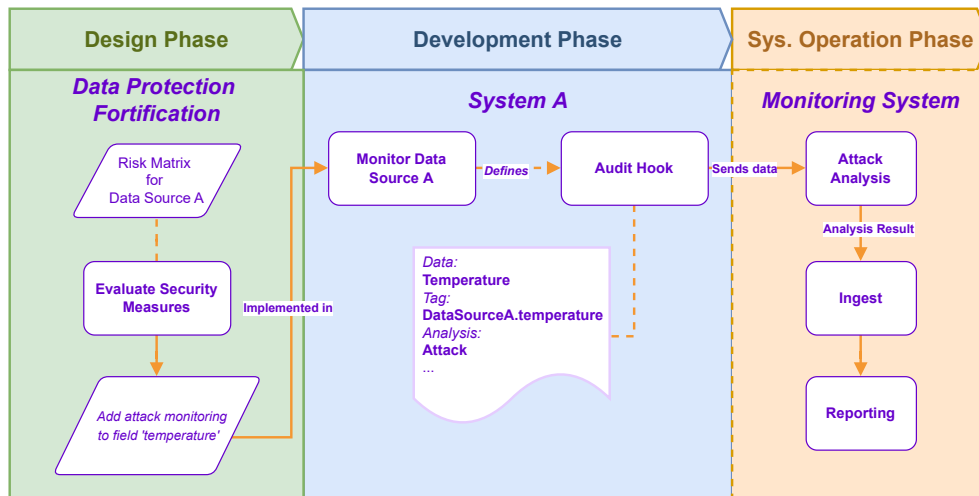 Design Phase
Development Phase
Sys. Operation Phase
Data Protection
Fortification
System A
Monitoring System
Risk Matrix
for
Data Source A
Evaluate Security
Measures
Add attack monitoring
to field 'temperature'
Implemented in
Monitor Data
Source A
Defines
Audit Hook
Sends data
Data:
Temperature
Tag:
DataSourceA.temperature
Analysis:
Attack
...
Attack
Analysis
Analysis Result
Ingest
Reporting